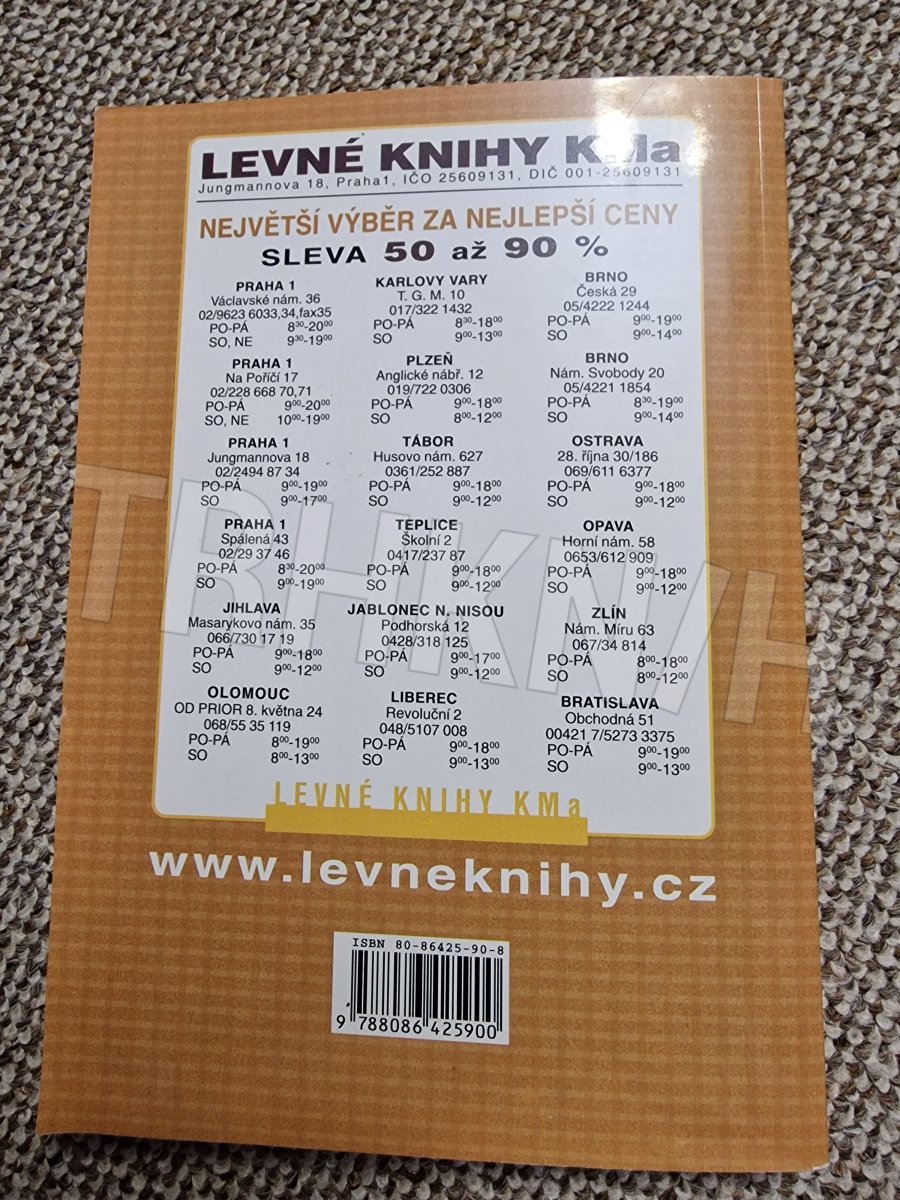 LEVNÉ KNIHY KMa
Jungmannova 18, Praha1, IČO 25609131, DIČ 001-25609131
NEJVĚTŠÍ VÝBĚR ZA NEJLEPŠÍ CENY
SLEVA 50 až 90 %
PRAHA 1
Václavské nám. 36
02/9623 6033,34,fax35
PO-PÁ 8³⁰-20⁰⁰
SO, NE 9³⁰-19⁰⁰
KARLOVY VARY
T. G. M. 10
017/322 1432
PO-PÁ 8³⁰-18⁰⁰
SO 9⁰⁰-13⁰⁰
BRNO
Česká 29
05/4222 1244
PO-PÁ 9⁰⁰-19⁰⁰
SO 9⁰⁰-14⁰⁰
PRAHA 1
Na Poříčí 17
02/228 668 70,71
PO-PÁ 9⁰⁰-20⁰⁰
SO, NE 10⁰⁰-19⁰⁰
PLZEŇ
Anglické nábř. 12
019/722 0306
PO-PÁ 9⁰⁰-18⁰⁰
SO 8⁰⁰-12⁰⁰
BRNO
Nám. Svobody 20
05/4221 1854
PO-PÁ 8³⁰-19⁰⁰
SO 9⁰⁰-14⁰⁰
PRAHA 1
Jungmannova 18
02/2494 87 34
PO-PÁ 9⁰⁰-19⁰⁰
SO 9⁰⁰-17⁰⁰
TÁBOR
Husovo nám. 627
0361/252 887
PO-PÁ 9⁰⁰-18⁰⁰
SO 9⁰⁰-12⁰⁰
OSTRAVA
28. října 30/186
069/611 6377
PO-PÁ 9⁰⁰-18⁰⁰
SO 9⁰⁰-12⁰⁰
PRAHA 1
Spálená 43
02/29 37 46
PO-PÁ 8³⁰-20⁰⁰
SO 9⁰⁰-19⁰⁰
TEPLICE
Školní 2
0417/237 87
PO-PÁ 9⁰⁰-18⁰⁰
SO 9⁰⁰-12⁰⁰
OPAVA
Horní nám. 58
0653/612 909
PO-PÁ 9⁰⁰-18⁰⁰
SO 9⁰⁰-12⁰⁰
JIHLAVA
Masarykovo nám. 35
066/730 17 19
PO-PÁ 9⁰⁰-18⁰⁰
SO 9⁰⁰-12⁰⁰
JABLONEC N. NISOU
Podhorská 12
0428/318 125
PO-PÁ 9⁰⁰-17⁰⁰
SO 9⁰⁰-12⁰⁰
ZLÍN
Nám. Míru 63
067/34 814
PO-PÁ 8⁰⁰-18⁰⁰
SO 8⁰⁰-12⁰⁰
OLOMOUC
OD PRIOR 8. května 24
068/55 35 119
PO-PÁ 8⁰⁰-19⁰⁰
SO 8⁰⁰-13⁰⁰
LIBEREC
Revoluční 2
048/5107 008
PO-PÁ 9⁰⁰-18⁰⁰
SO 9⁰⁰-13⁰⁰
BRATISLAVA
Obchodná 51
00421 7/5273 3375
PO-PÁ 9⁰⁰-19⁰⁰
SO 9⁰⁰-13⁰⁰
LEVNÉ KNIHY KMa
www.levneknihy.cz
ISBN 80-86425-90-8
9 788086 425900